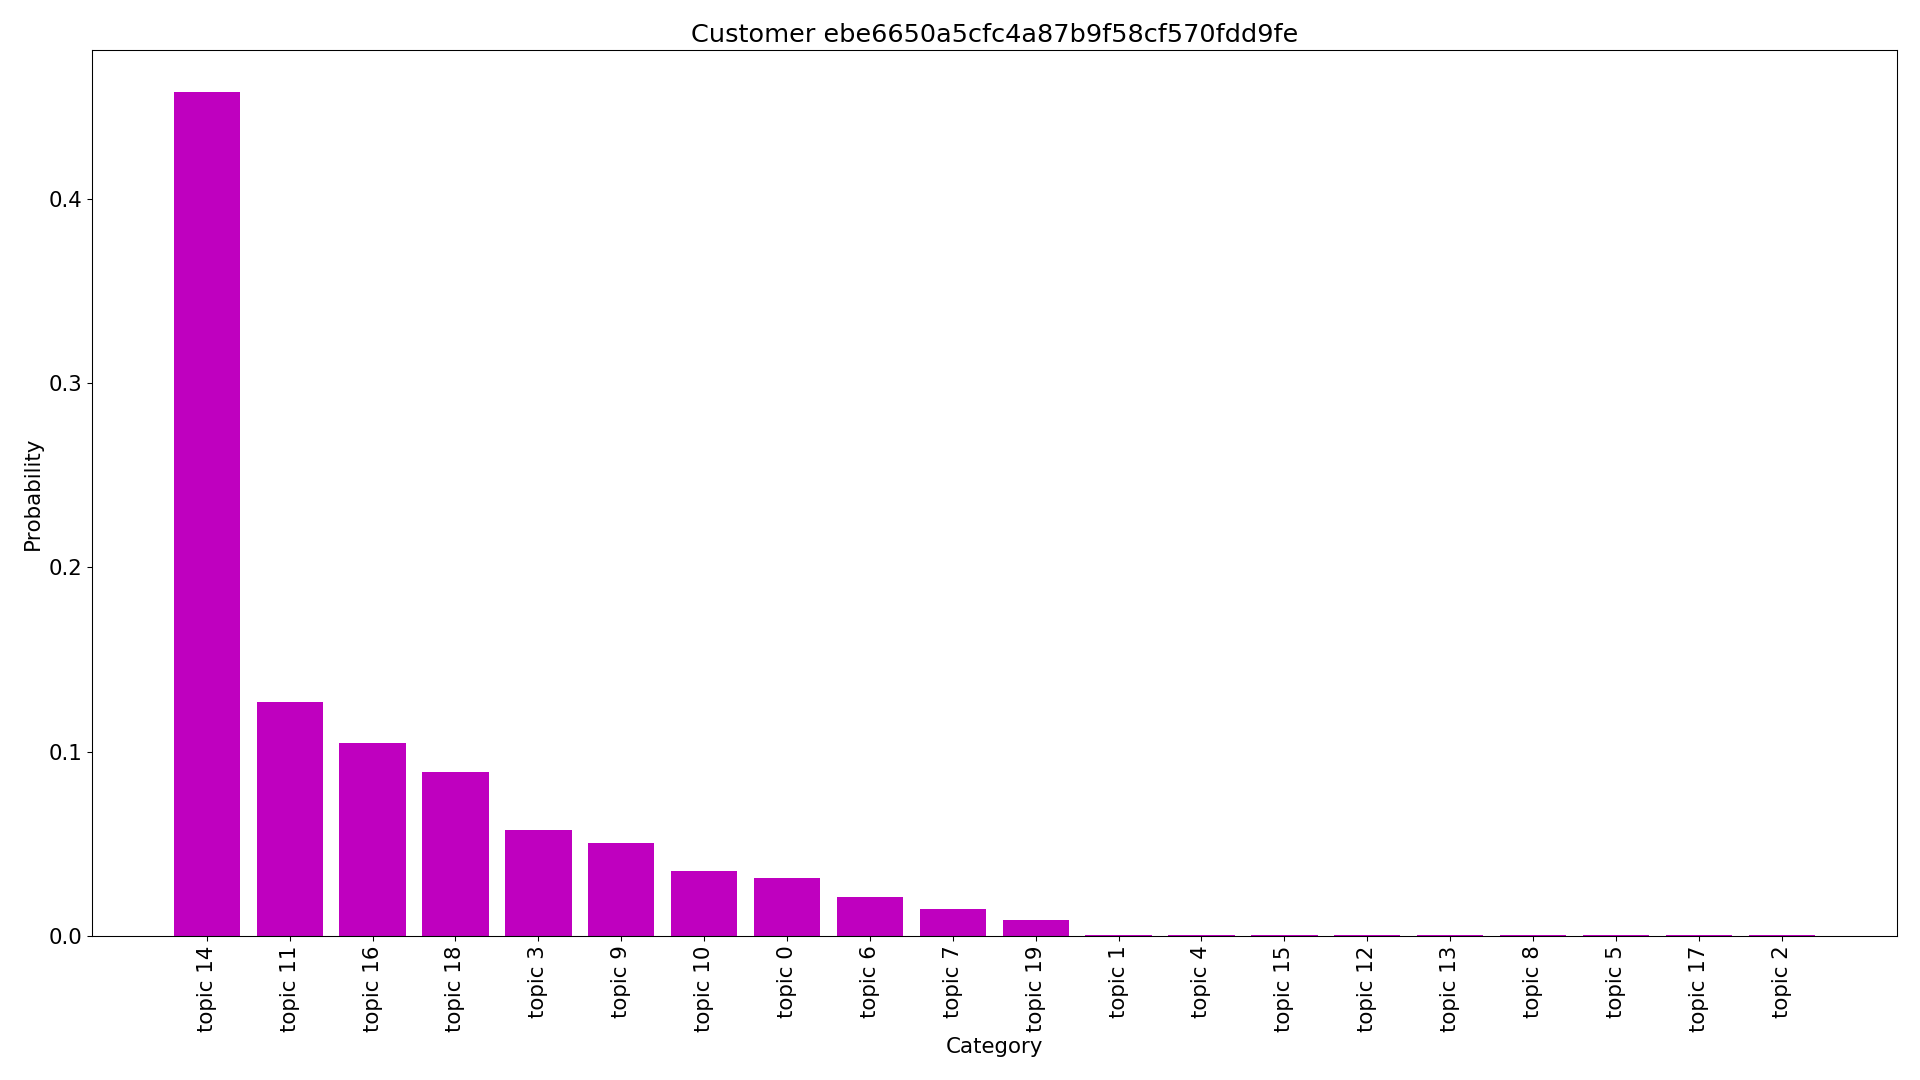 Customer ebe6650a5cfc4a87b9f58cf570fdd9fe
Probability
0.4
0.3
0.2
0.1
0.0
topic 14
topic 11
topic 16
topic 18
topic 3
topic 9
topic 10
topic 0
topic 6
topic 7
topic 19
topic 1
topic 4
topic 15
topic 12
topic 13
topic 8
topic 5
topic 17
topic 2
Category